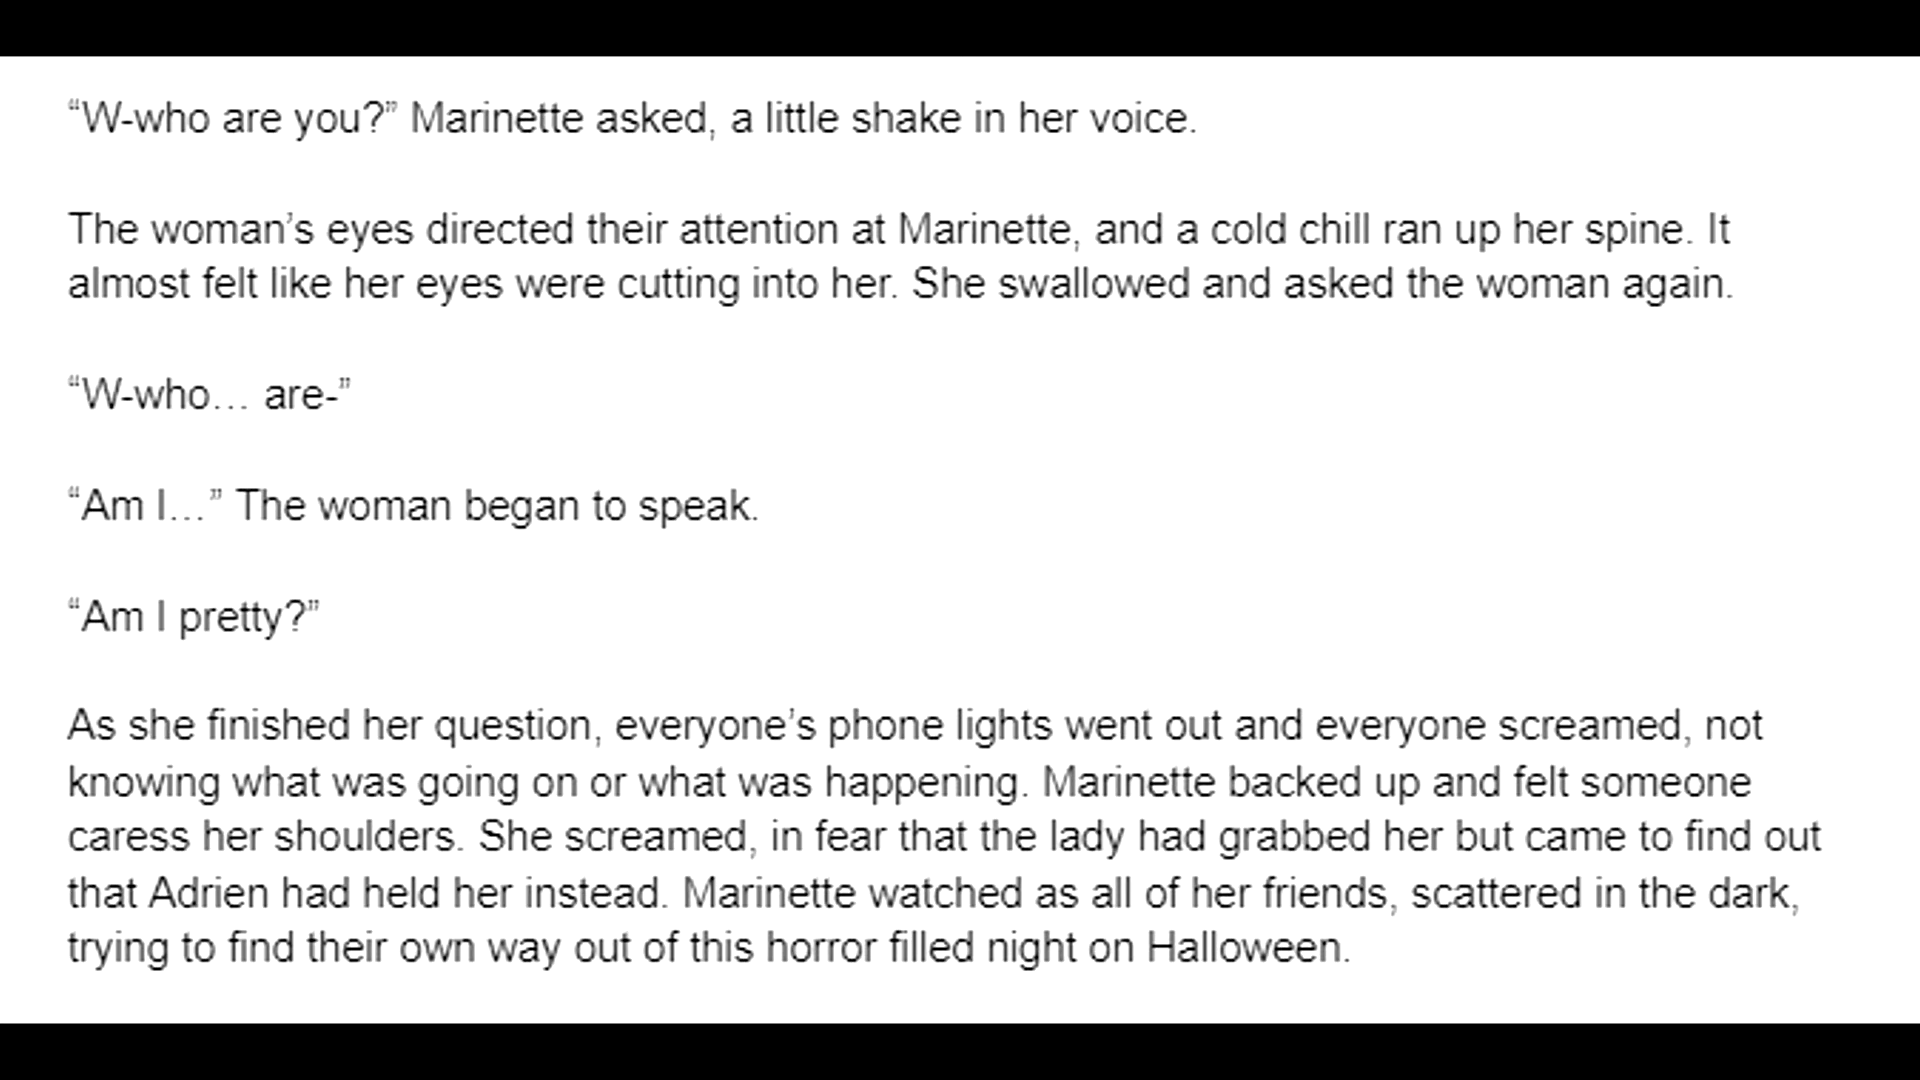 “W-who are you?” Marinette asked, a little shake in her voice.
The woman’s eyes directed their attention at Marinette, and a cold chill ran up her spine. It
almost felt like her eyes were cutting into her. She swallowed and asked the woman again.
“W-who… are-”
“Am I…” The woman began to speak.
“Am I pretty?”
As she finished her question, everyone’s phone lights went out and everyone screamed, not
knowing what was going on or what was happening. Marinette backed up and felt someone
caress her shoulders. She screamed, in fear that the lady had grabbed her but came to find out
that Adrien had held her instead. Marinette watched as all of her friends, scattered in the dark,
trying to find their own way out of this horror filled night on Halloween.